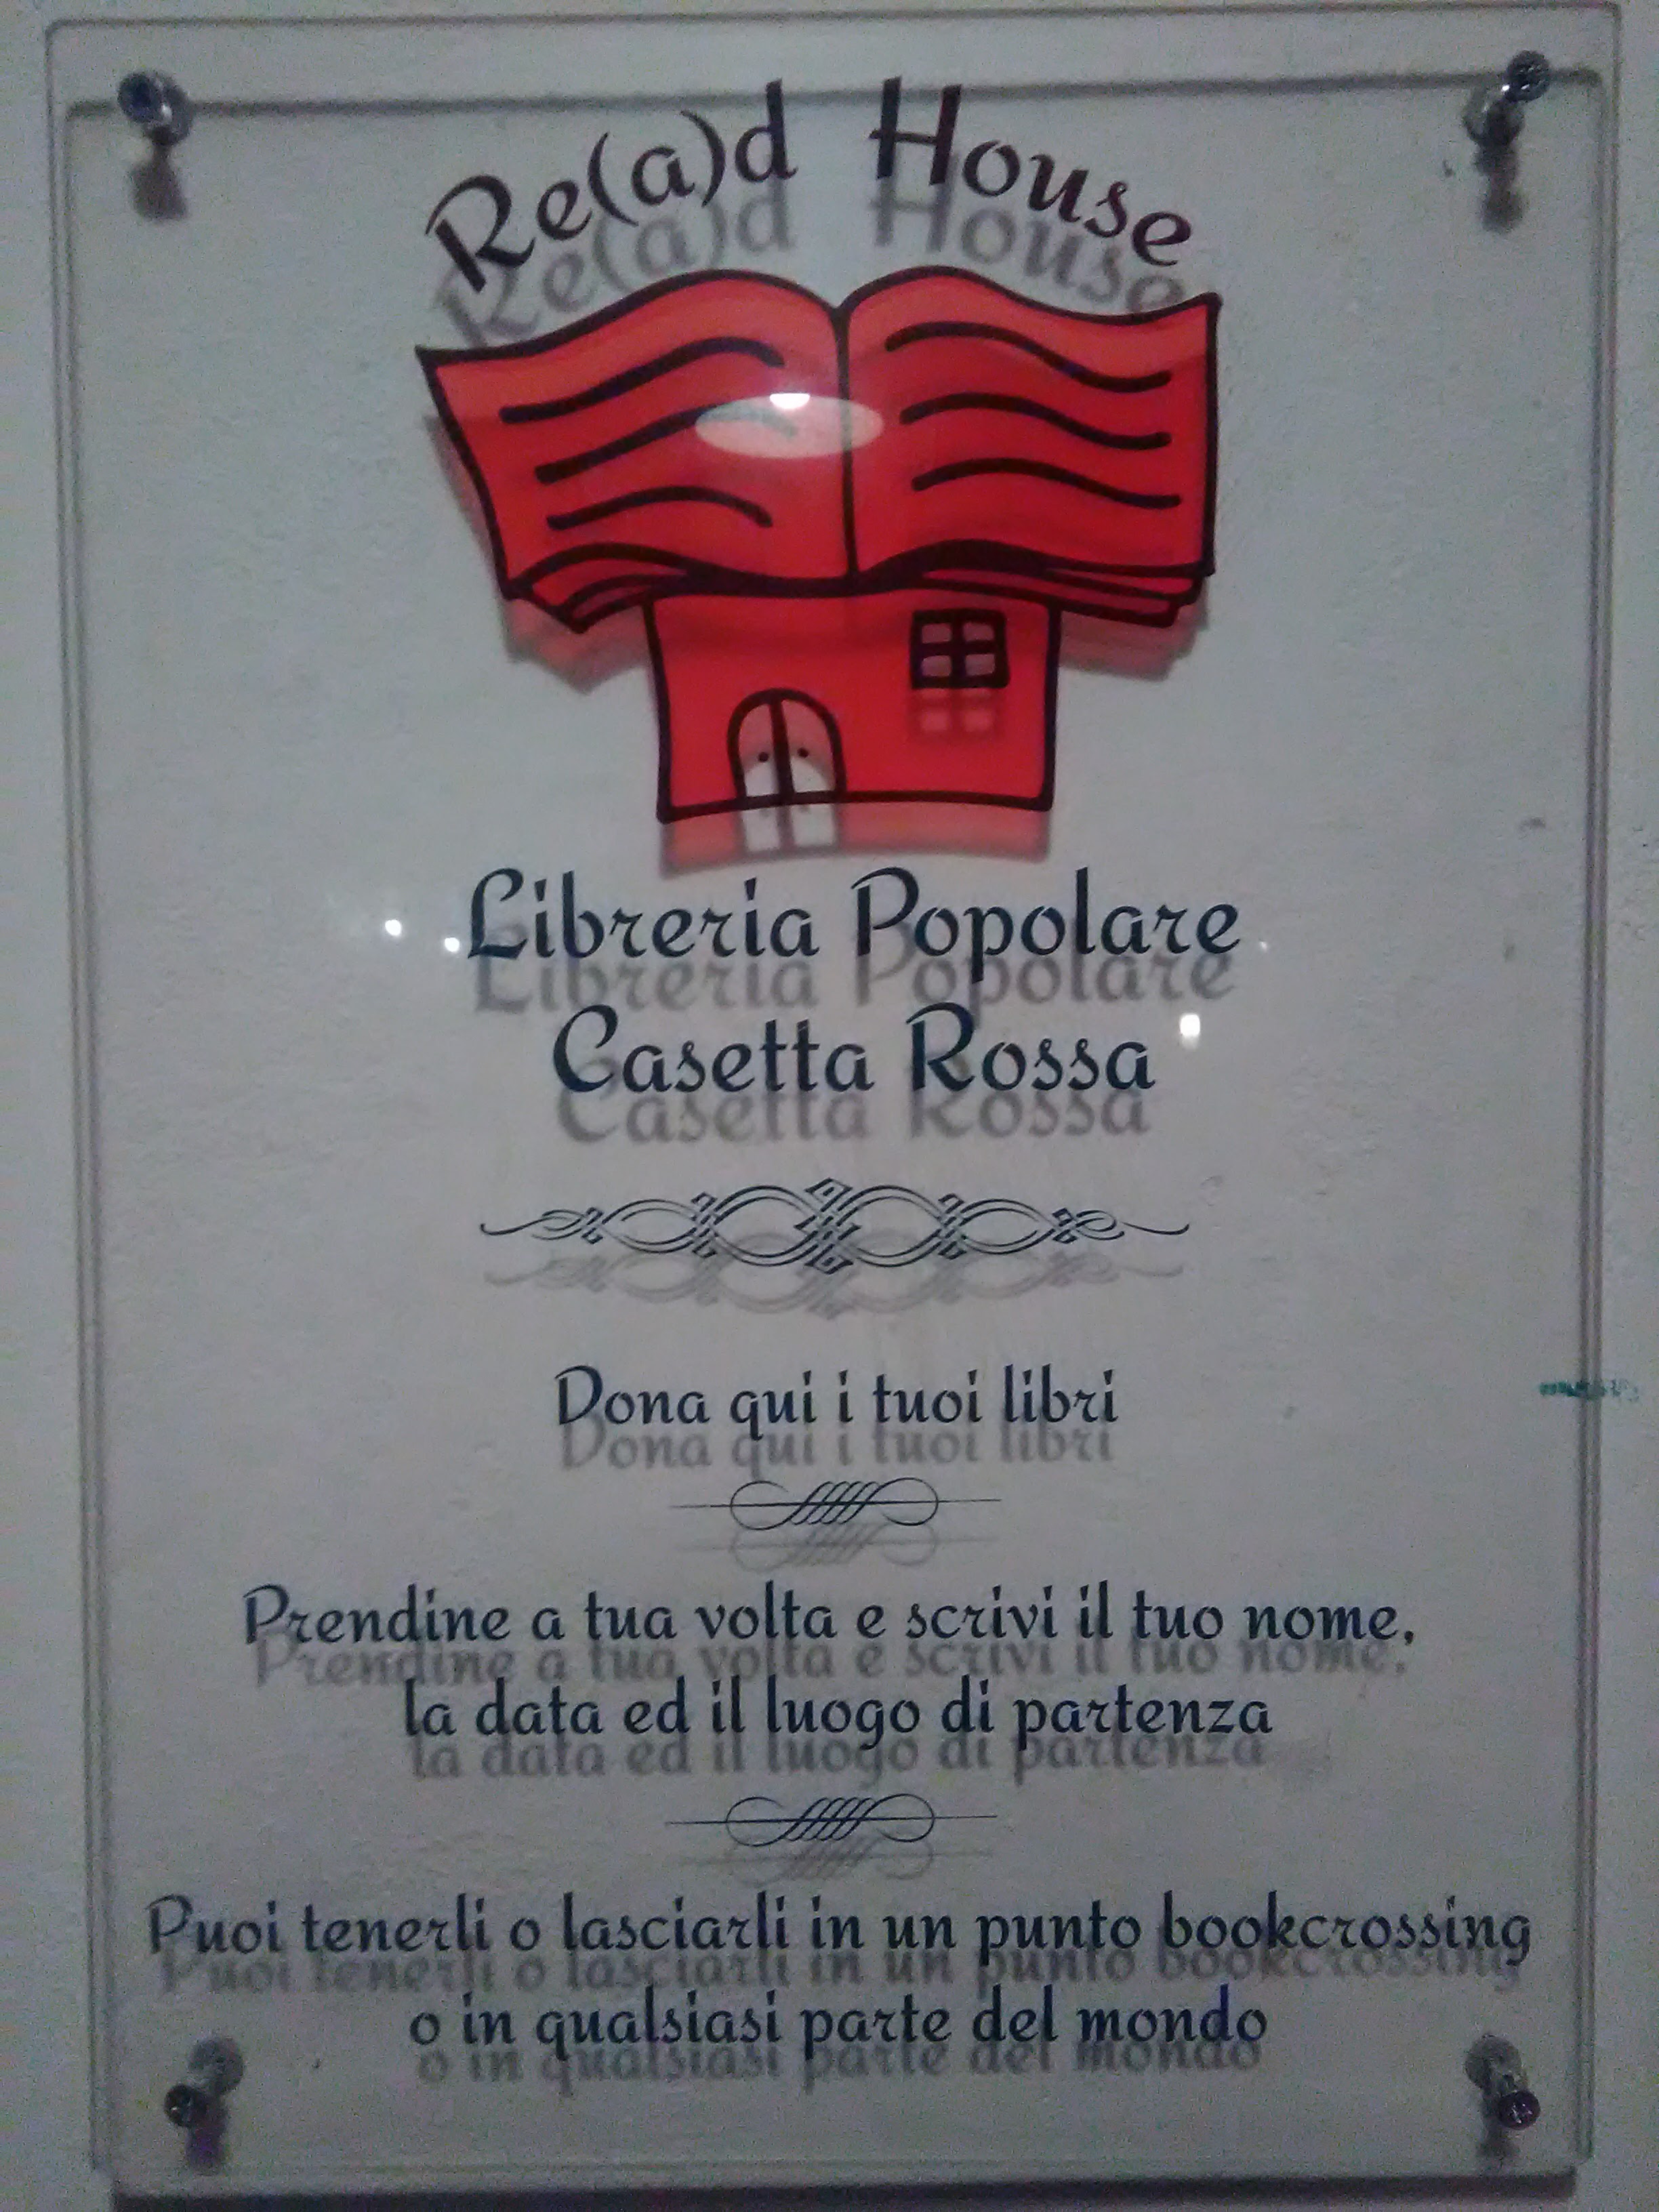 Re(a)d House
Libreria Popolare
Casetta Rossa
Dona qui i tuoi libri
Prendine a tua volta e scrivi il tuo nome,
la data ed il luogo di partenza
Puoi tenerli o lasciarli in un punto bookcrossing
o in qualsiasi parte del mondo